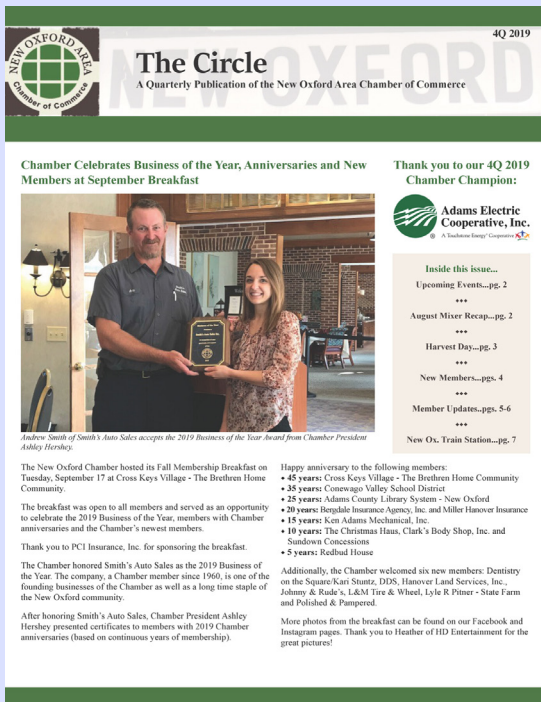 4Q 2019
NEW OXFORD AREA
Chamber of Commerce
NEW OXFORD
The Circle
A Quarterly Publication of the New Oxford Area Chamber of Commerce
Chamber Celebrates Business of the Year, Anniversaries and New
Members at September Breakfast
Andrew Smith of Smith's Auto Sales accepts the 2019 Business of the Year Award from Chamber President
Ashley Hershey.
The New Oxford Chamber hosted its Fall Membership Breakfast on
Tuesday, September 17 at Cross Keys Village - The Brethren Home
Community.
The breakfast was open to all members and served as an opportunity
to celebrate the 2019 Business of the Year, members with Chamber
anniversaries and the Chamber's newest members.
Thank you to PCI Insurance, Inc. for sponsoring the breakfast.
The Chamber honored Smith's Auto Sales as the 2019 Business of
the Year. The company, a Chamber member since 1960, is one of the
founding businesses of the Chamber as well as a long time staple of
the New Oxford community.
After honoring Smith's Auto Sales, Chamber President Ashley
Hershey presented certificates to members with 2019 Chamber
anniversaries (based on continuous years of membership).
Happy anniversary to the following members:
♦ 45 years: Cross Keys Village - The Brethren Home Community
♦ 35 years: Conewago Valley School District
♦ 25 years: Adams County Library System - New Oxford
♦ 20 years: Bergdale Insurance Agency, Inc. and Miller Hanover Insurance
♦ 15 years: Ken Adams Mechanical, Inc.
♦ 10 years: The Christmas Haus, Clark's Body Shop, Inc. and
Sundown Concessions
♦ 5 years: Redbud House
Additionally, the Chamber welcomed six new members: Dentistry
on the Square/Kari Stuntz, DDS, Hanover Land Services, Inc.,
Johnny & Rude's, L&M Tire & Wheel, Lyle R Pitner - State Farm
and Polished & Pampered.
More photos from the breakfast can be found on our Facebook and
Instagram pages. Thank you to Heather of HD Entertainment for the
great pictures!
Thank you to our 4Q 2019
Chamber Champion:
Adams Electric
Cooperative, Inc.
A Touchstone Energy® Cooperative
Inside this issue...
Upcoming Events...pg. 2
♦♦♦
August Mixer Recap...pg. 2
♦♦♦
Harvest Day...pg. 3
♦♦♦
New Members...pgs. 4
♦♦♦
Member Updates..pgs. 5-6
♦♦♦
New Ox. Train Station...pg. 7